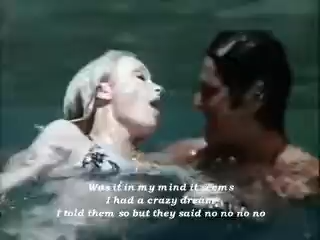 Was it in my mind it seems
I had a crazy dream
I told them so but they said no no no no